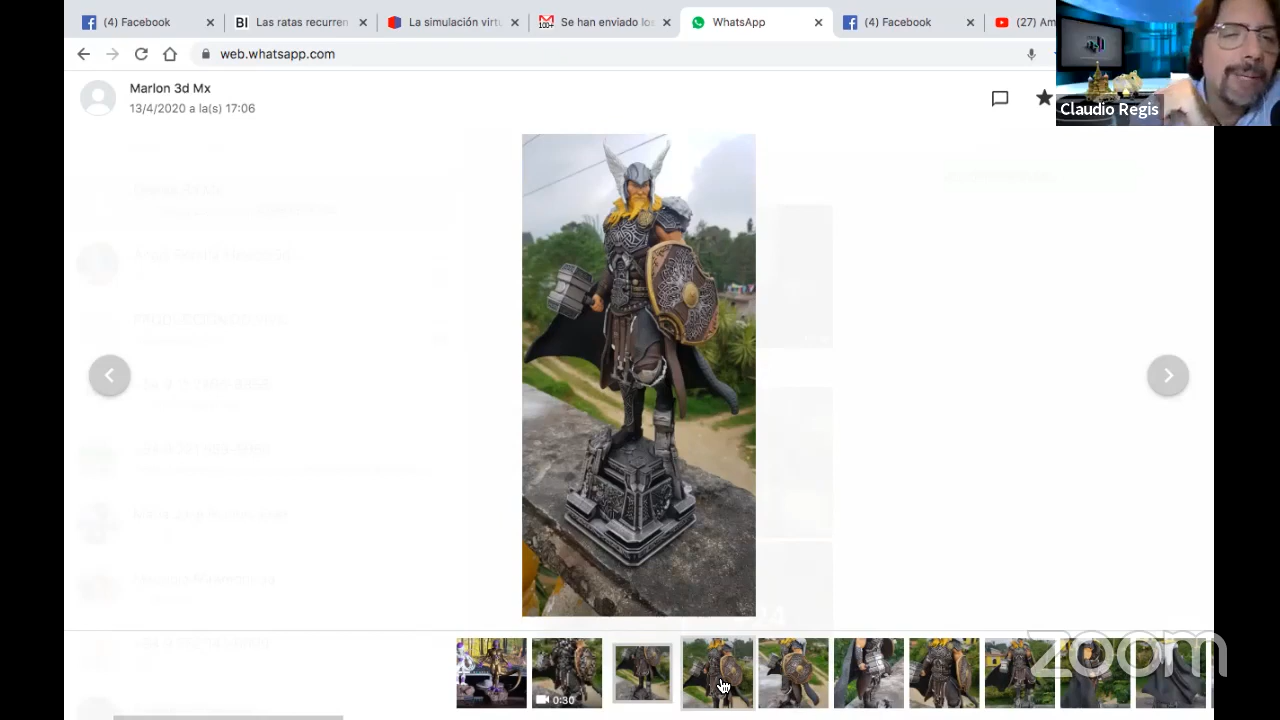 (4) Facebook
Las ratas recurren
La simulación virtu
Se han enviado los
WhatsApp
(4) Facebook
(27) Am
web.whatsapp.com
Marlon 3d Mx
13/4/2020 a la(s) 17:06
Claudio Regis
0:30
zoom